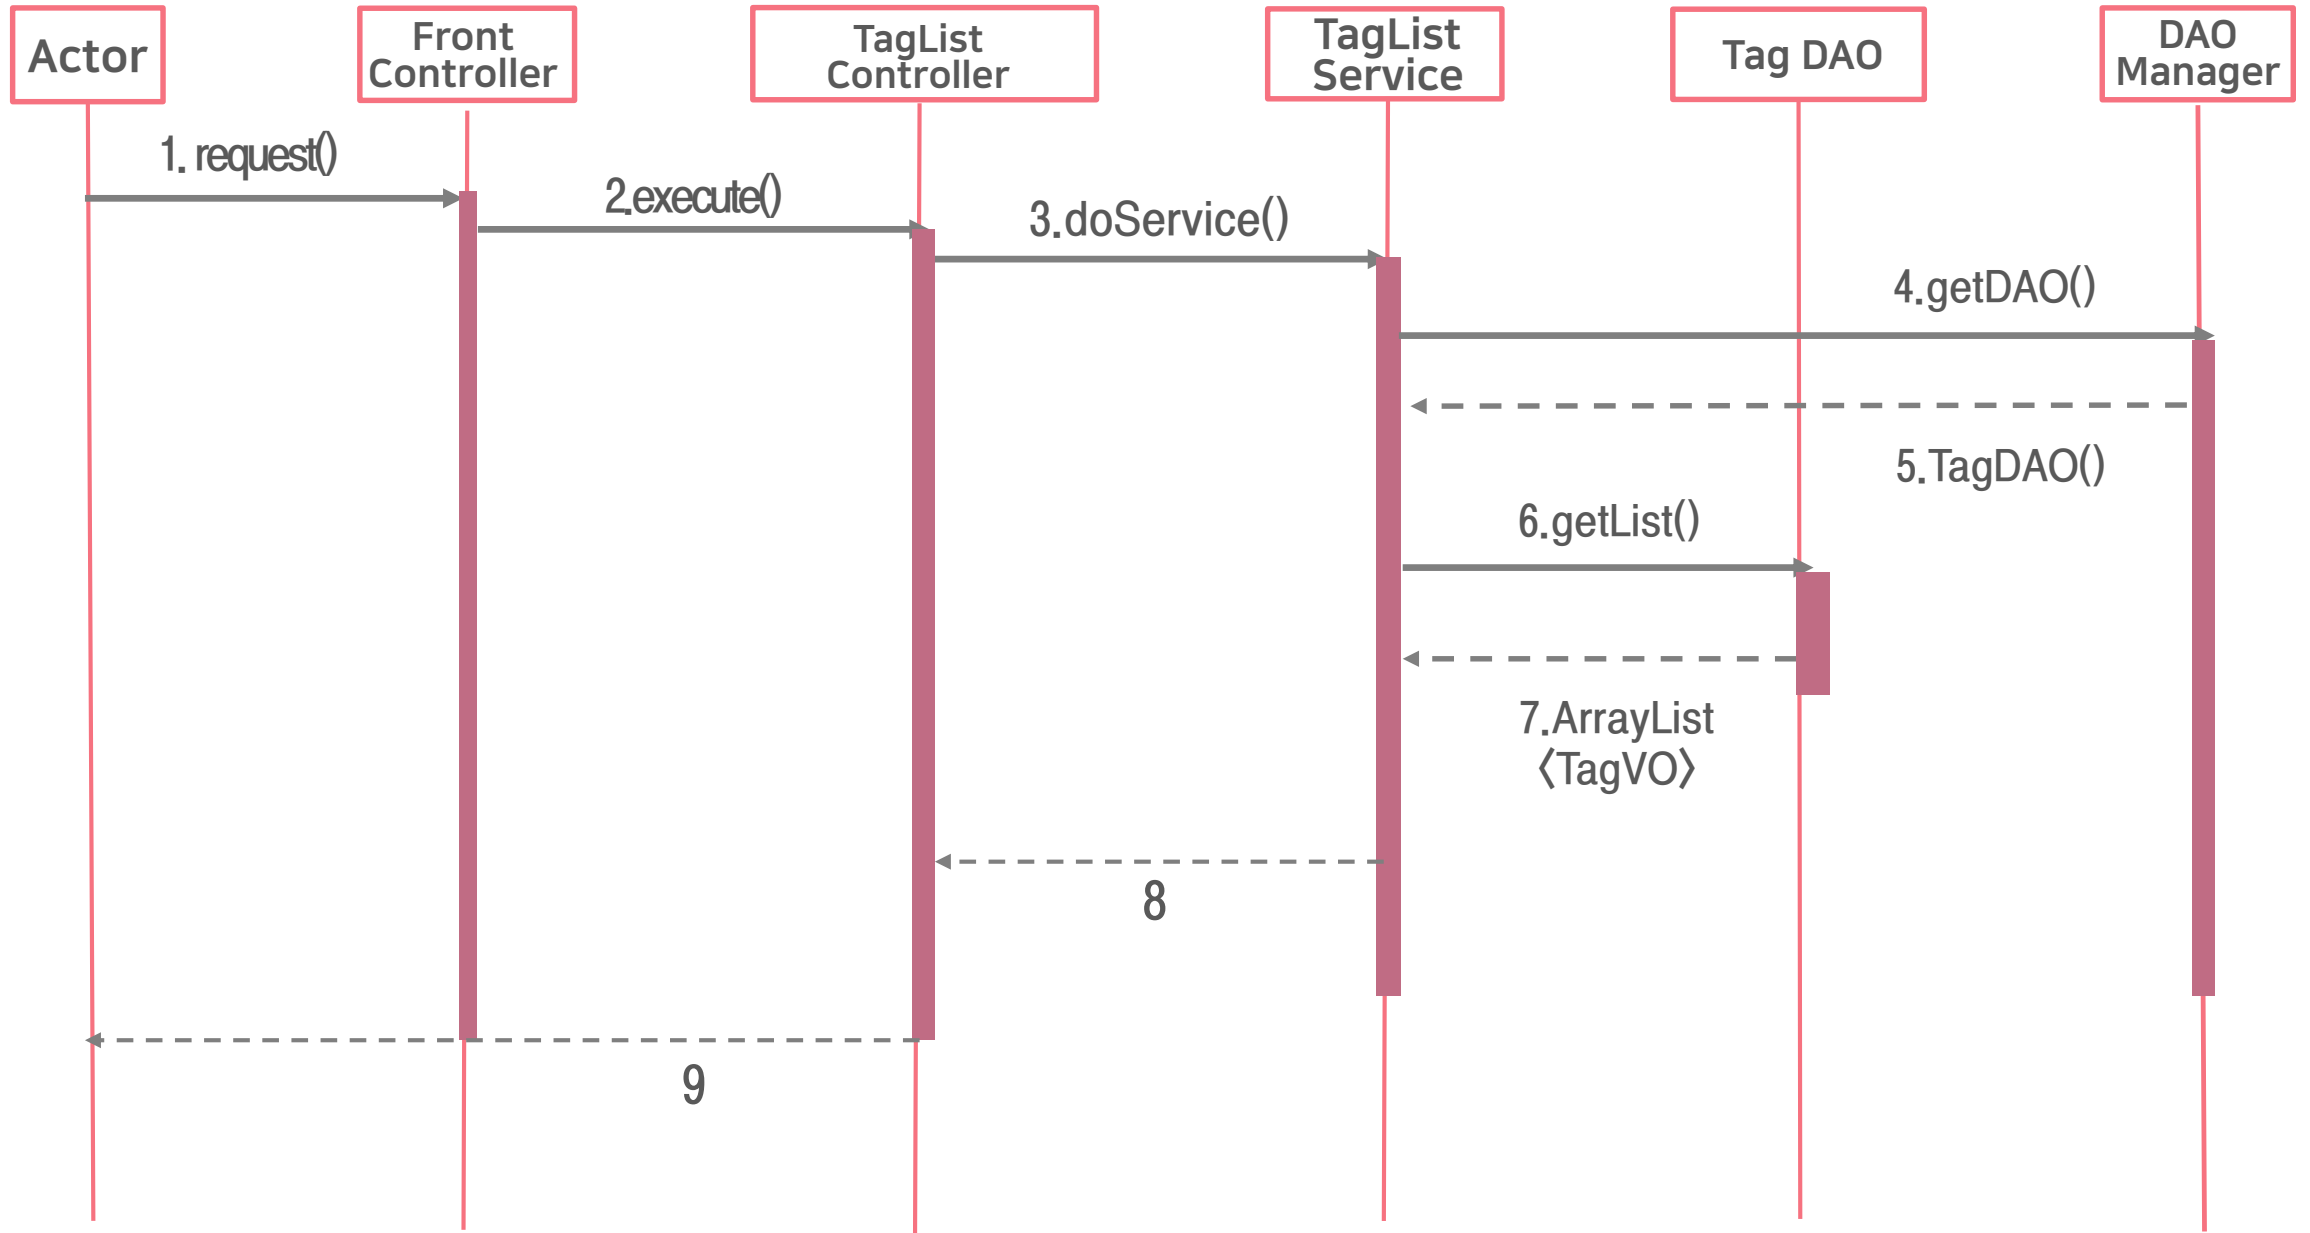 Actor
Front
Controller
TagList
Controller
TagList
Service
Tag DAO
DAO
Manager
1. request()
2.execute()
3.doService()
4.getDAO()
5.TagDAO()
6.getList()
7.ArrayList
〈TagVO〉
8
9